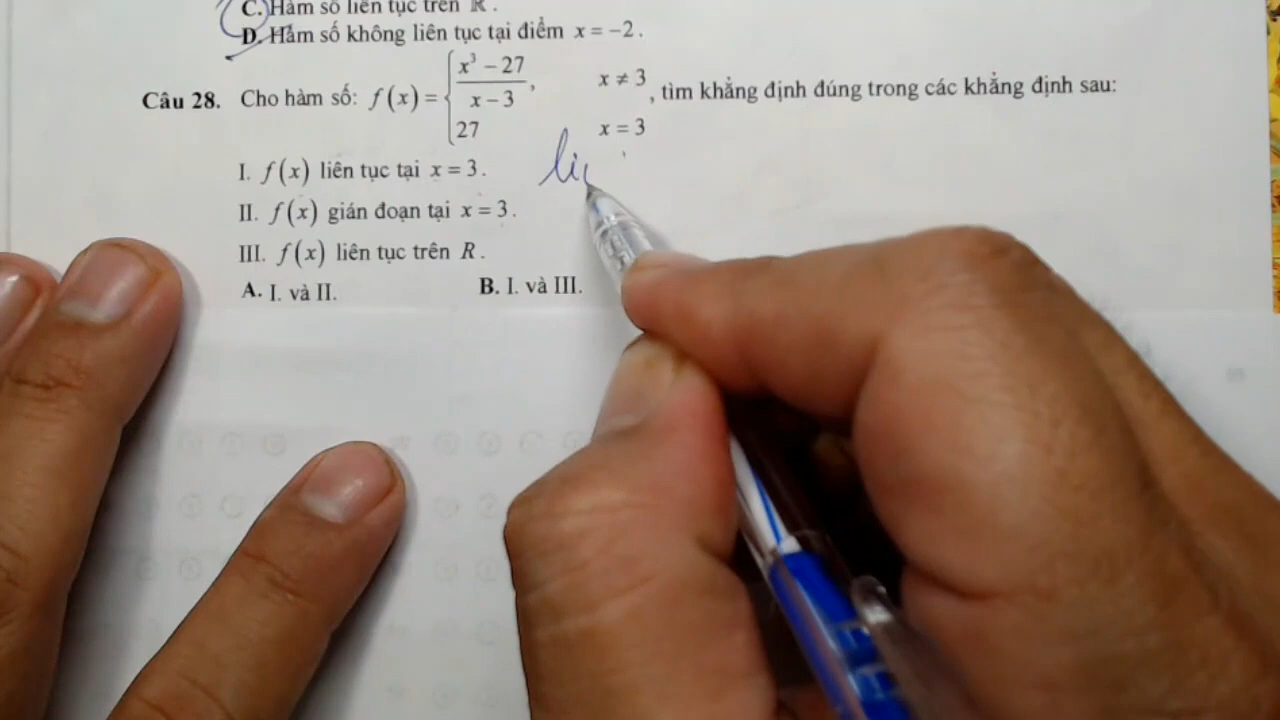 C. Hàm số liên tục trên ℝ.
D. Hàm số không liên tục tại điểm x = −2.
Câu 28. Cho hàm số: f(x) = { (x³ − 27)/(x − 3), x ≠ 3 ; 27 x = 3 , tìm khẳng định đúng trong các khẳng định sau:
I. f(x) liên tục tại x = 3.
li
II. f(x) gián đoạn tại x = 3.
III. f(x) liên tục trên R.
A. I. và II. B. I. và III.